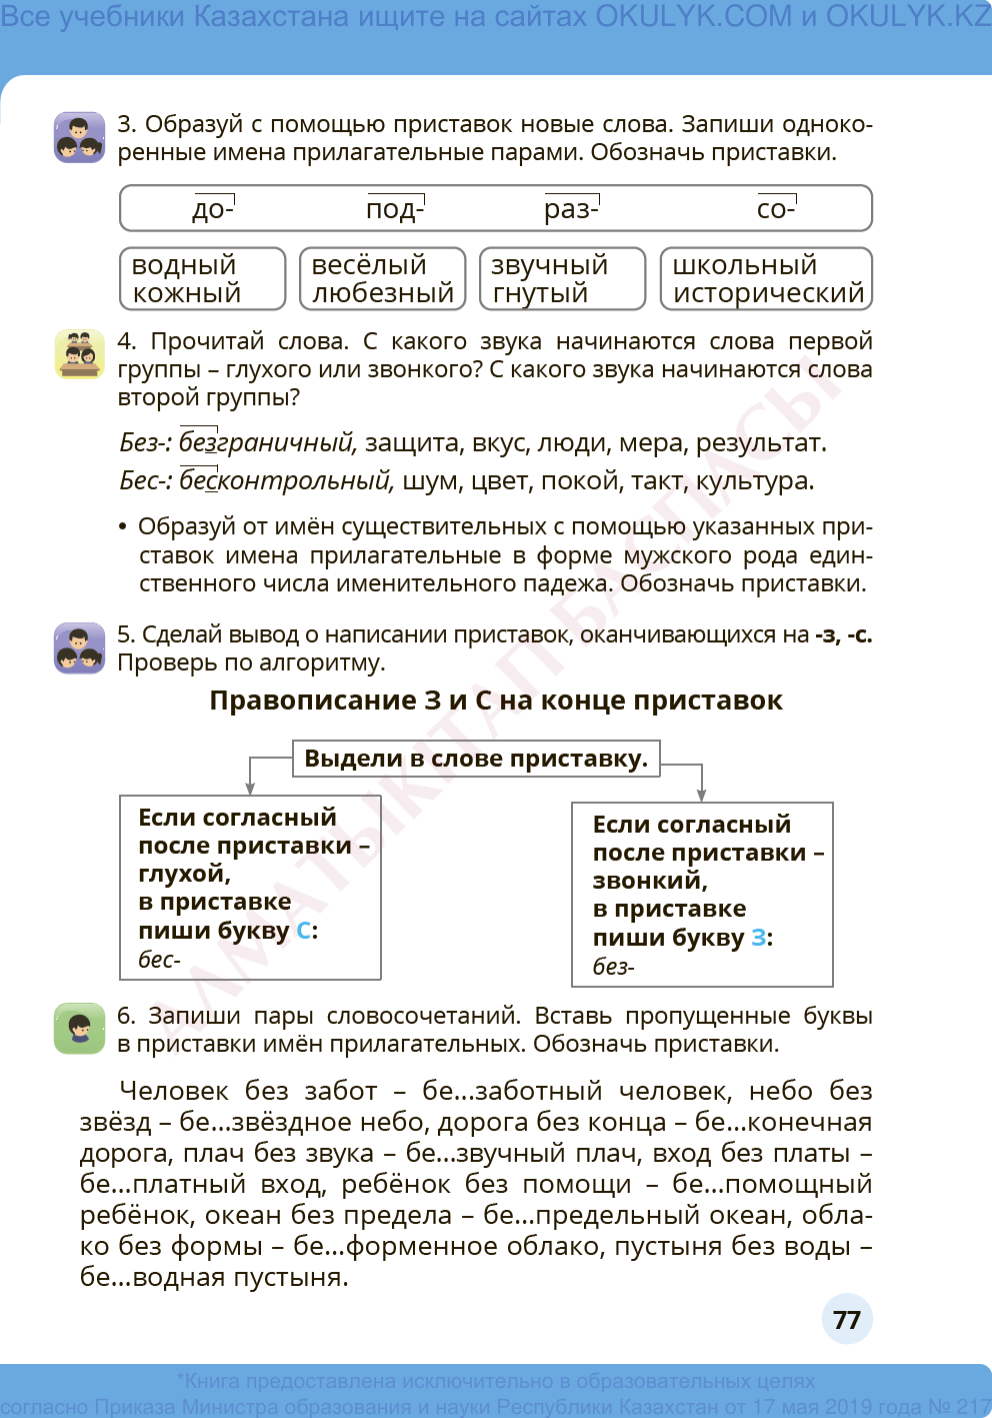 Все учебники Казахстана ищите на сайтах OKULYK.COM и OKULYK.KZ
3. Образуй с помощью приставок новые слова. Запиши одноко-
ренные имена прилагательные парами. Обозначь приставки.
до- под- раз- со-
водный весёлый звучный школьный
кожный любезный гнутый исторический
4. Прочитай слова. С какого звука начинаются слова первой
группы – глухого или звонкого? С какого звука начинаются слова
второй группы?
Без-: безграничный, защита, вкус, люди, мера, результат.
Бес-: бесконтрольный, шум, цвет, покой, такт, культура.
• Образуй от имён существительных с помощью указанных при-
ставок имена прилагательные в форме мужского рода един-
ственного числа именительного падежа. Обозначь приставки.
5. Сделай вывод о написании приставок, оканчивающихся на -з, -с.
Проверь по алгоритму.
Правописание З и С на конце приставок
Выдели в слове приставку.
Если согласный
после приставки –
глухой,
в приставке
пиши букву С:
бес-
Если согласный
после приставки –
звонкий,
в приставке
пиши букву З:
без-
6. Запиши пары словосочетаний. Вставь пропущенные буквы
в приставки имён прилагательных. Обозначь приставки.
Человек без забот – бе...заботный человек, небо без
звёзд – бе...звёздное небо, дорога без конца – бе...конечная
дорога, плач без звука – бе...звучный плач, вход без платы –
бе...платный вход, ребёнок без помощи – бе...помощный
ребёнок, океан без предела – бе...предельный океан, обла-
ко без формы – бе...форменное облако, пустыня без воды –
бе...водная пустыня.
77
АЛМАТЫКІТАП БАСПАСЫ
*Книга предоставлена исключительно в образовательных целях
согласно Приказа Министра образования и науки Республики Казахстан от 17 мая 2019 года № 217